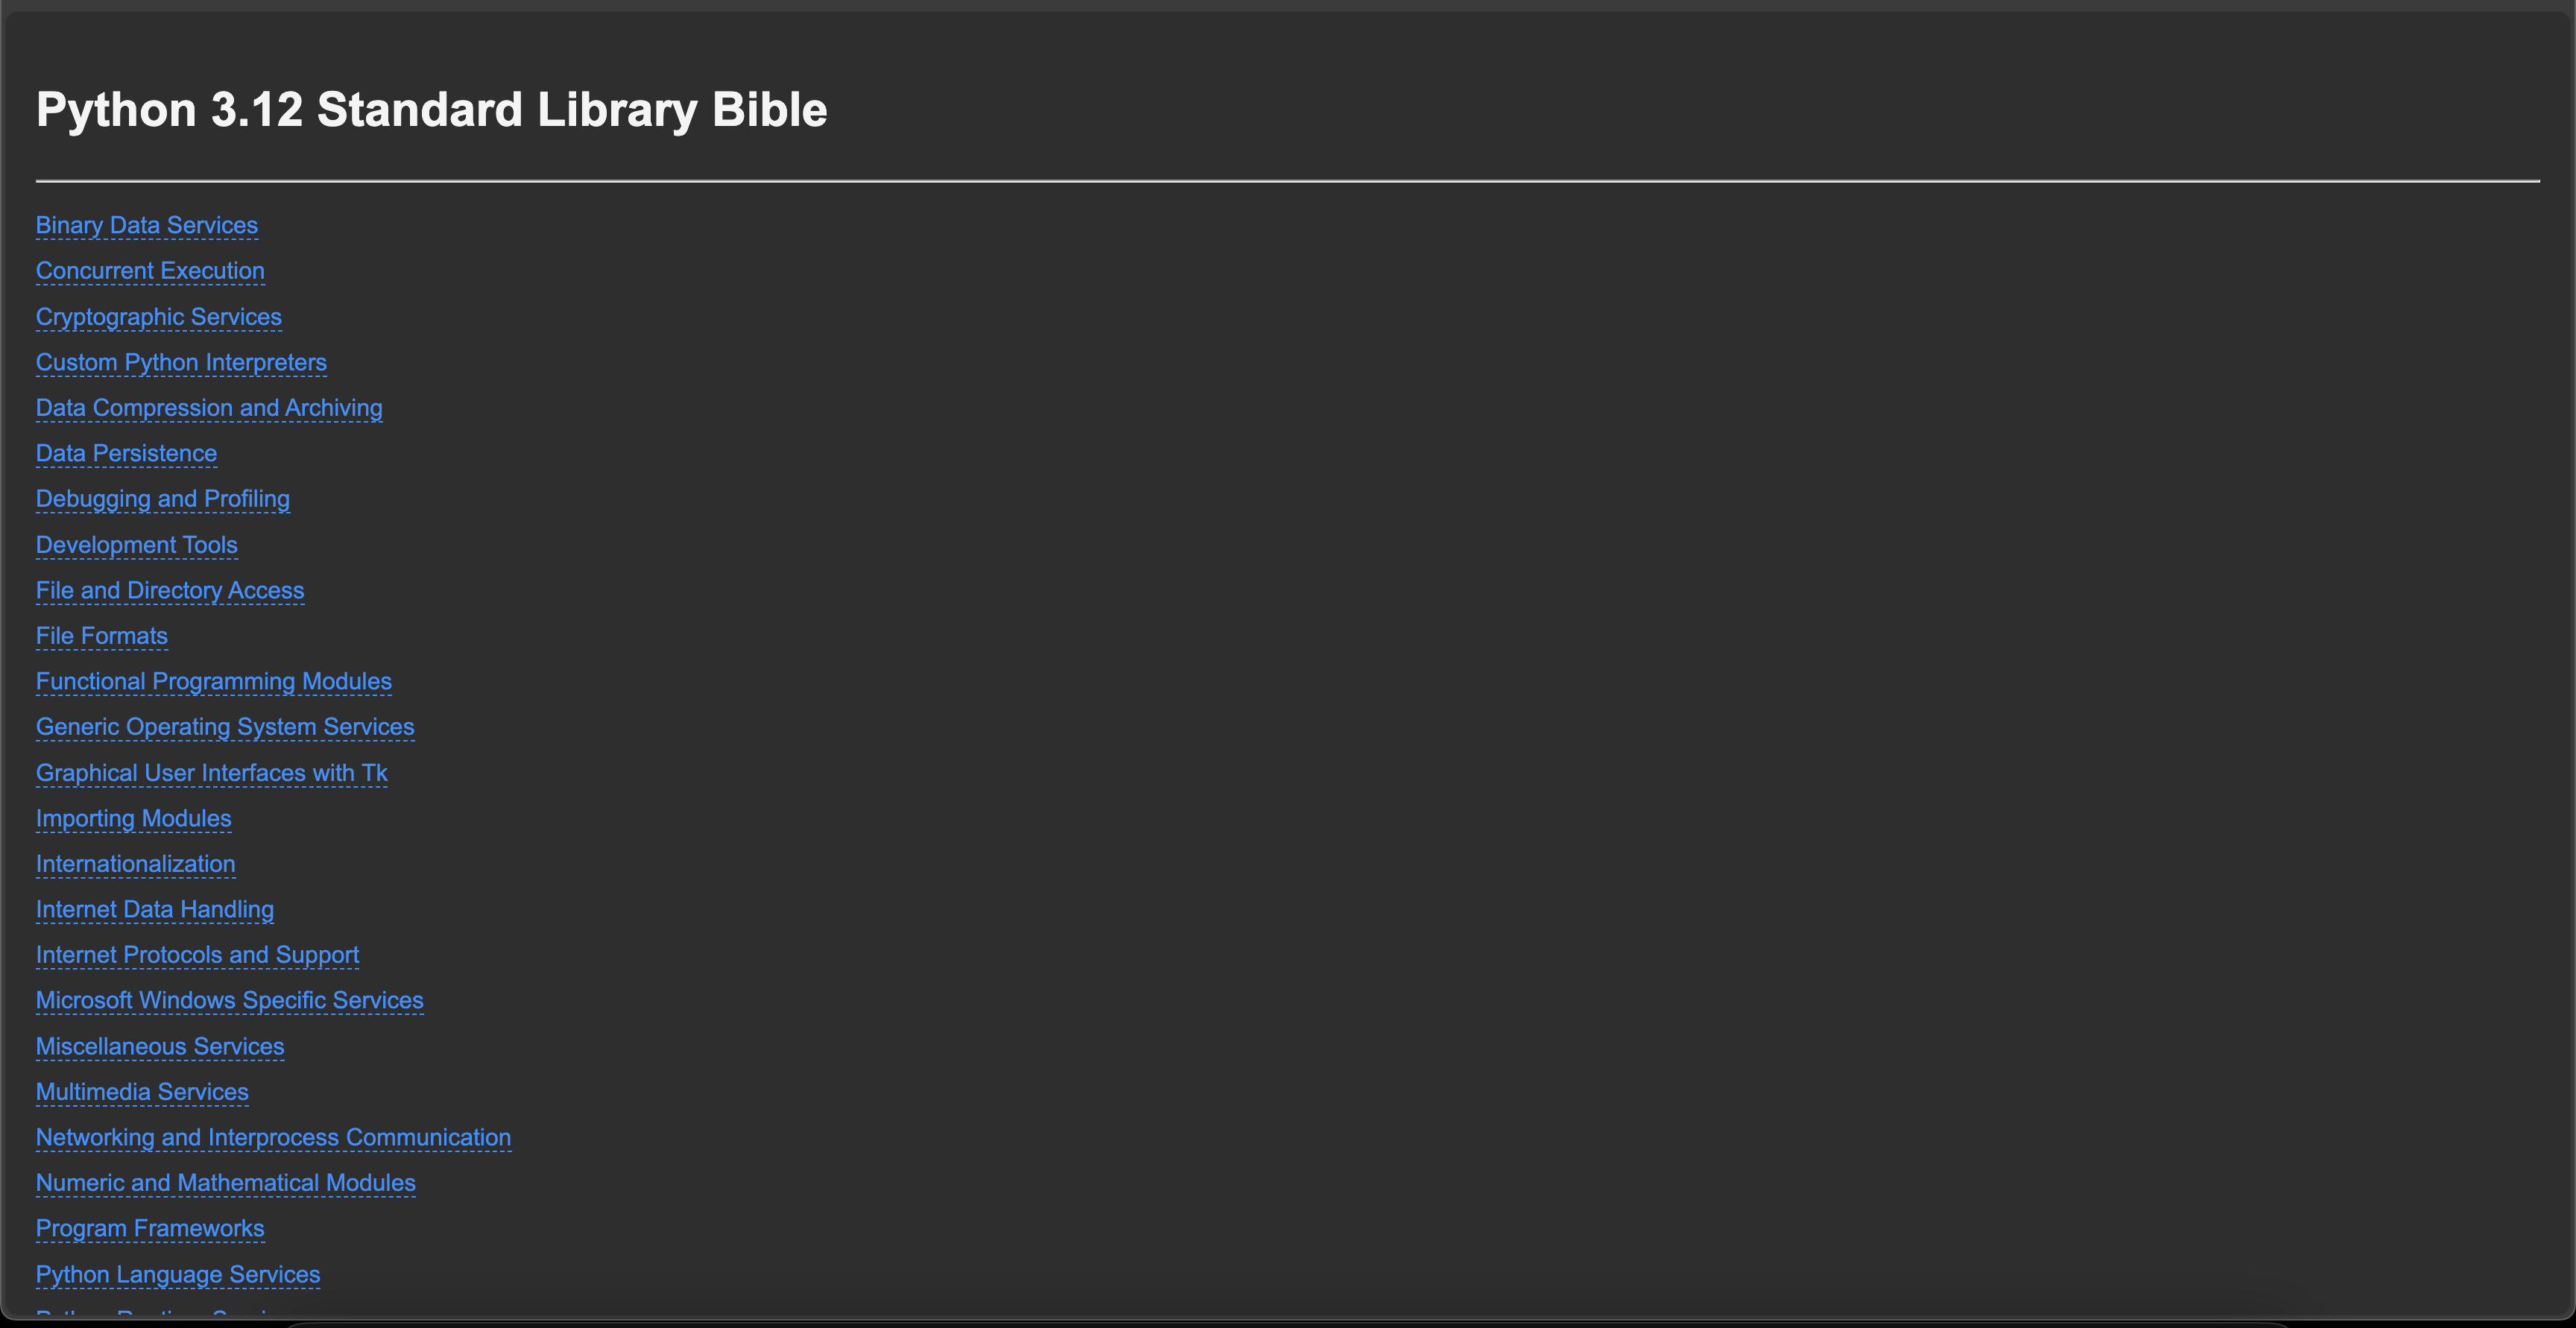 Python 3.12 Standard Library Bible
Binary Data Services
Concurrent Execution
Cryptographic Services
Custom Python Interpreters
Data Compression and Archiving
Data Persistence
Debugging and Profiling
Development Tools
File and Directory Access
File Formats
Functional Programming Modules
Generic Operating System Services
Graphical User Interfaces with Tk
Importing Modules
Internationalization
Internet Data Handling
Internet Protocols and Support
Microsoft Windows Specific Services
Miscellaneous Services
Multimedia Services
Networking and Interprocess Communication
Numeric and Mathematical Modules
Program Frameworks
Python Language Services